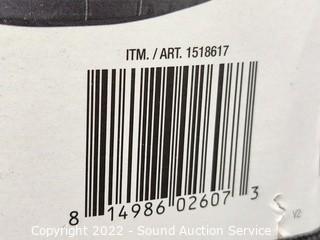 ITM. / ART. 1518617
8 14986 02607 3
V2
Copyright 2022 - Sound Auction Service